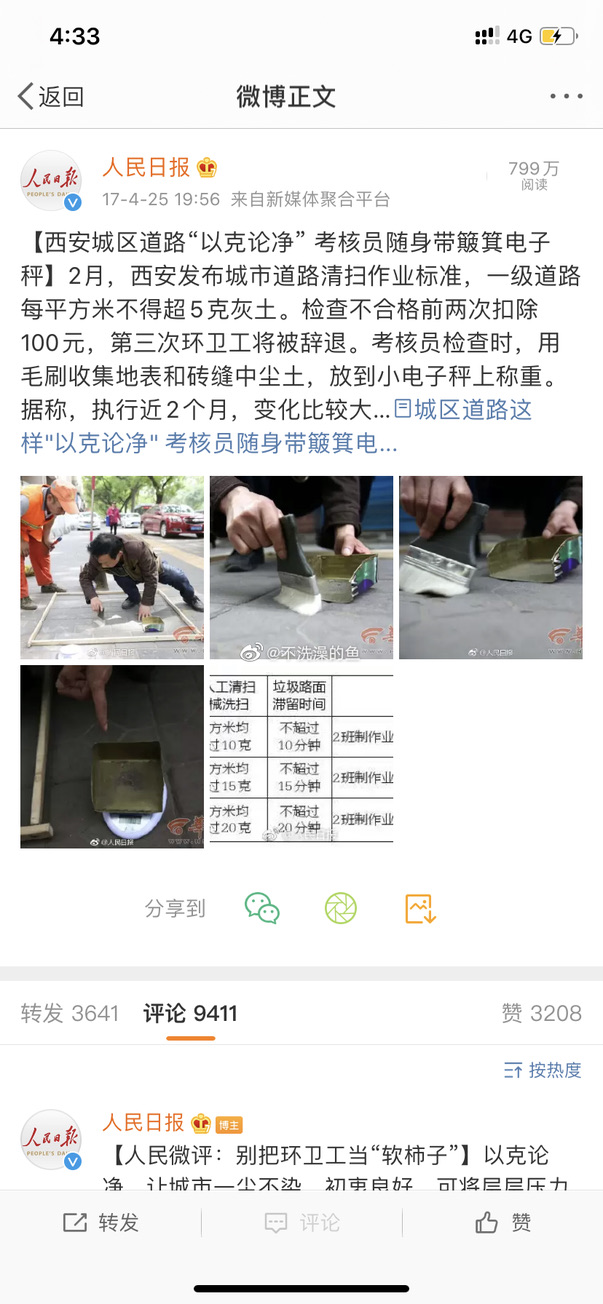 4:33
4G
返回
微博正文
人民日报
PEOPLE'S DAILY
人民日报
799万
阅读
17-4-25 19:56 来自新媒体聚合平台
【西安城区道路“以克论净” 考核员随身带簸箕电子
秤】2月，西安发布城市道路清扫作业标准，一级道路
每平方米不得超5克灰土。检查不合格前两次扣除
100元，第三次环卫工将被辞退。考核员检查时，用
毛刷收集地表和砖缝中尘土，放到小电子秤上称重。
据称，执行近2个月，变化比较大...城区道路这
样"以克论净" 考核员随身带簸箕电...
@人民日报
@不洗澡的鱼
@人民日报
@人民日报
人工清扫
械洗扫
垃圾路面
滞留时间
方米均
过10克
不超过
10分钟
2班制作业
方米均
过15克
不超过
15分钟
2班制作业
方米均
过20克
不超过
20分钟
2班制作业
分享到
转发 3641
评论 9411
赞 3208
按热度
人民日报
PEOPLE'S DAILY
人民日报
博主
【人民微评：别把环卫工当“软柿子”】以克论
净，让城市一尘不染，初衷良好，可将层层压力
转发
评论
赞